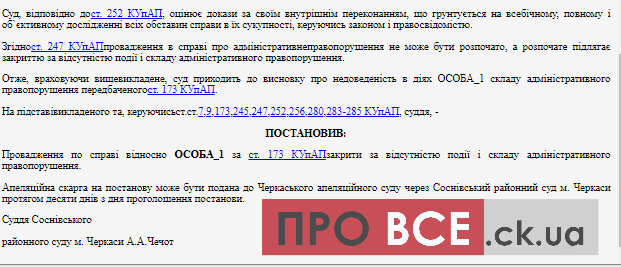 Суд, відповідно дост. 252 КУпАП, оцінює докази за своїм внутрішнім переконанням, що ґрунтується на всебічному, повному і
об`єктивному дослідженні всіх обставин справи в їх сукупності, керуючись законом і правосвідомістю.
Згідност. 247 КУпАПпровадження в справі про адміністративнеправопорушення не може бути розпочато, а розпочате підлягає
закриттю за відсутністю події і складу адміністративного правопорушення.
Отже, враховуючи вищевикладене, суд приходить до висновку про недоведеність в діях ОСОБА_1 складу адміністративного
правопорушення передбаченогост. 173 КУпАП.
На підставівикладеного та, керуючисьст.ст.7,9,173,245,247,252,256,280,283-285 КУпАП, суддя, -
ПОСТАНОВИВ:
Провадження по справі відносно ОСОБА_1 за ст. 173 КУпАПзакрити за відсутністю події і складу адміністративного
правопорушення.
Апеляційна скарга на постанову може бути подана до Черкаського апеляційного суду через Соснівський районний суд м. Черкаси
протягом десяти днів з дня проголошення постанови.
Суддя Соснівського
районного суду м. Черкаси А.А.Чечот
ПРО ВСЕ.ck.ua